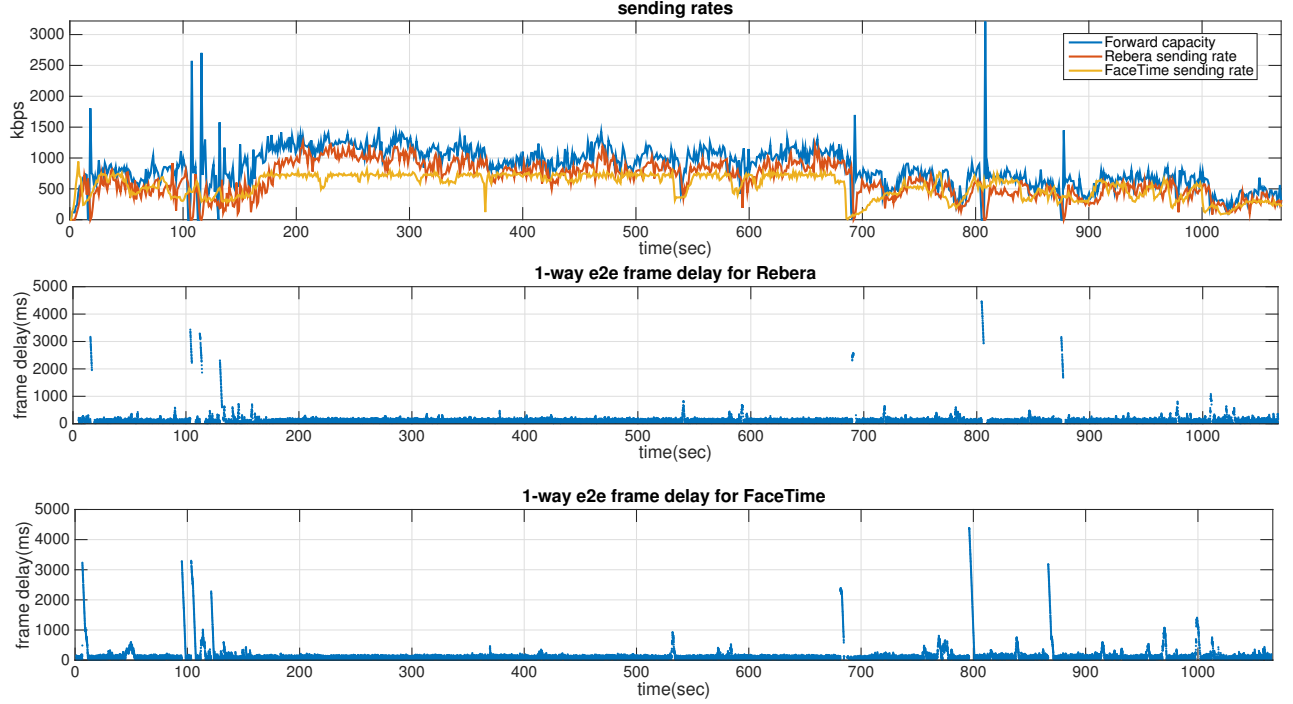 sending rates
kbps
3000
2500
2000
1500
1000
500
0
Forward capacity
Rebera sending rate
FaceTime sending rate
0 100 200 300 400 500 600 700 800 900 1000
time(sec)
1-way e2e frame delay for Rebera
frame delay(ms)
5000
4000
3000
2000
1000
0
0 100 200 300 400 500 600 700 800 900 1000
time(sec)
1-way e2e frame delay for FaceTime
frame delay(ms)
5000
4000
3000
2000
1000
0
0 100 200 300 400 500 600 700 800 900 1000
time(sec)